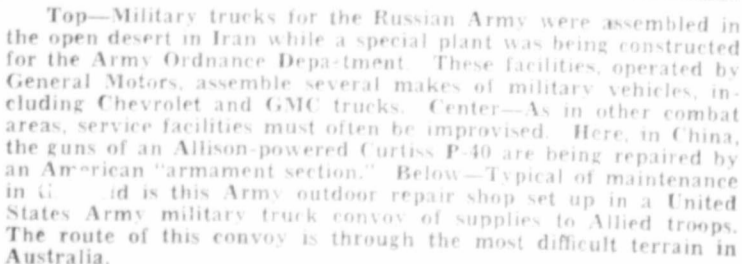 Top—Military trucks for the Russian Army were assembled in
the open desert in Iran while a special plant was being constructed
for the Army Ordnance Depa-tment. These facilities, operated by
General Motors, assemble several makes of military vehicles, in-
cluding Chevrolet and GMC trucks. Center—As in other combat
areas, service facilities must often be improvised. Here, in China,
the guns of an Allison-powered Curtiss P-40 are being repaired by
an American "armament section." Below—Typical of maintenance
in is this Army outdoor repair shop set up in a United
States Army military truck convoy of supplies to Allied troops.
The route of this convoy is through the most difficult terrain in
Australia.